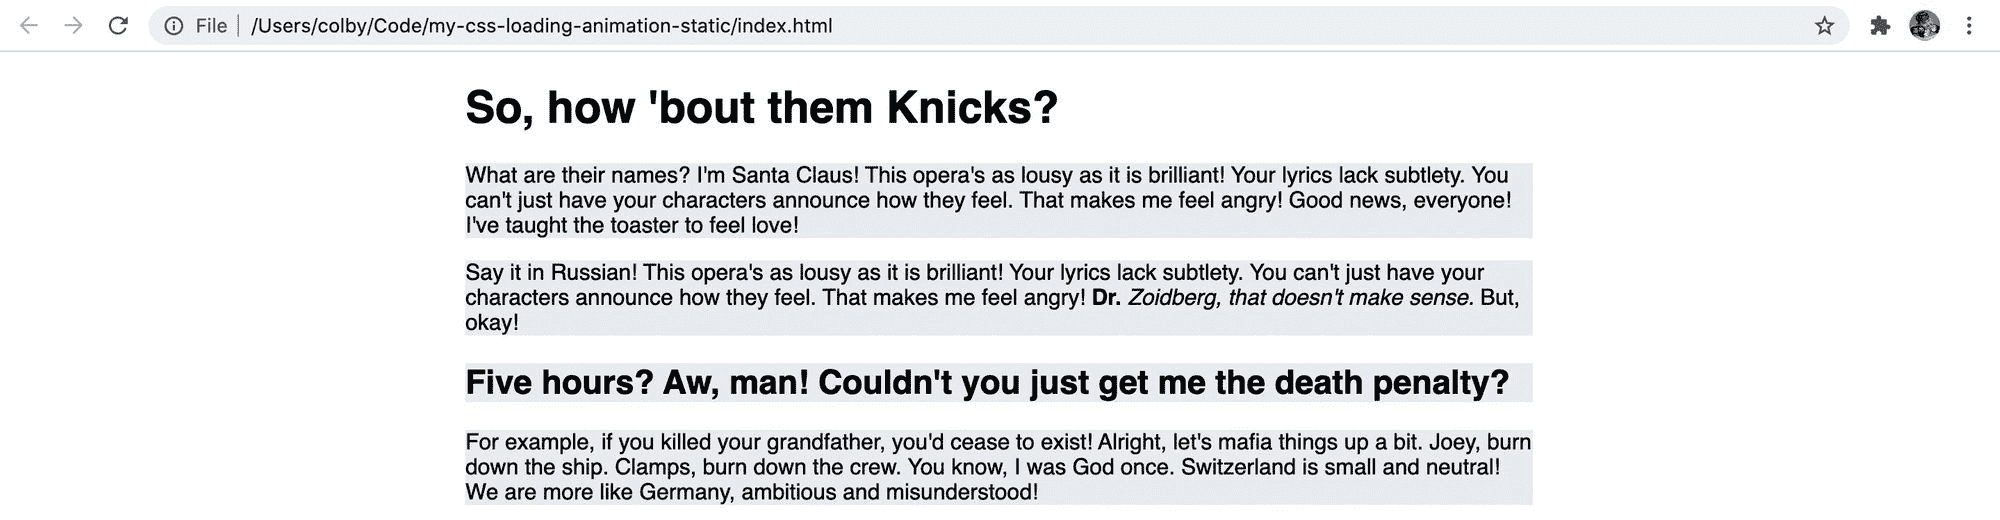 File /Users/colby/Code/my-css-loading-animation-static/index.html
So, how 'bout them Knicks?
What are their names? I'm Santa Claus! This opera's as lousy as it is brilliant! Your lyrics lack subtlety. You
can't just have your characters announce how they feel. That makes me feel angry! Good news, everyone!
I've taught the toaster to feel love!
Say it in Russian! This opera's as lousy as it is brilliant! Your lyrics lack subtlety. You can't just have your
characters announce how they feel. That makes me feel angry! Dr. Zoidberg, that doesn't make sense. But,
okay!
Five hours? Aw, man! Couldn't you just get me the death penalty?
For example, if you killed your grandfather, you'd cease to exist! Alright, let's mafia things up a bit. Joey, burn
down the ship. Clamps, burn down the crew. You know, I was God once. Switzerland is small and neutral!
We are more like Germany, ambitious and misunderstood!